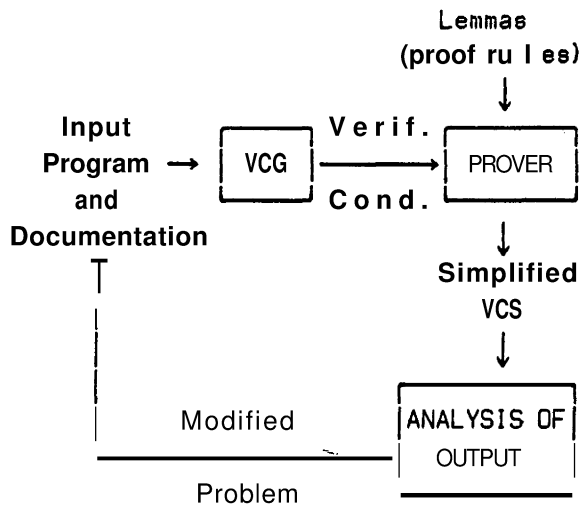 Lemmas
(proof ru l es)
Input
Program
and
Documentation
VCG
Verif.
Cond.
PROVER
Simplified
VCS
ANALYSIS OF
OUTPUT
Modified
Problem